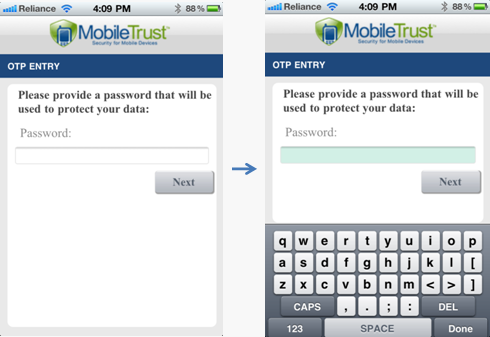 Reliance 4:09 PM 88%
MobileTrust
Security for Mobile Devices
OTP ENTRY
Please provide a password that will be
used to protect your data:
Password:
Next
Reliance 4:09 PM 88%
MobileTrust
Security for Mobile Devices
OTP ENTRY
Please provide a password that will be
used to protect your data:
Password:
Next
q w e r t y u i o p
a s d f g h j k l [
z x c v b n m < > ]
CAPS , . ; : DEL
123 SPACE Done